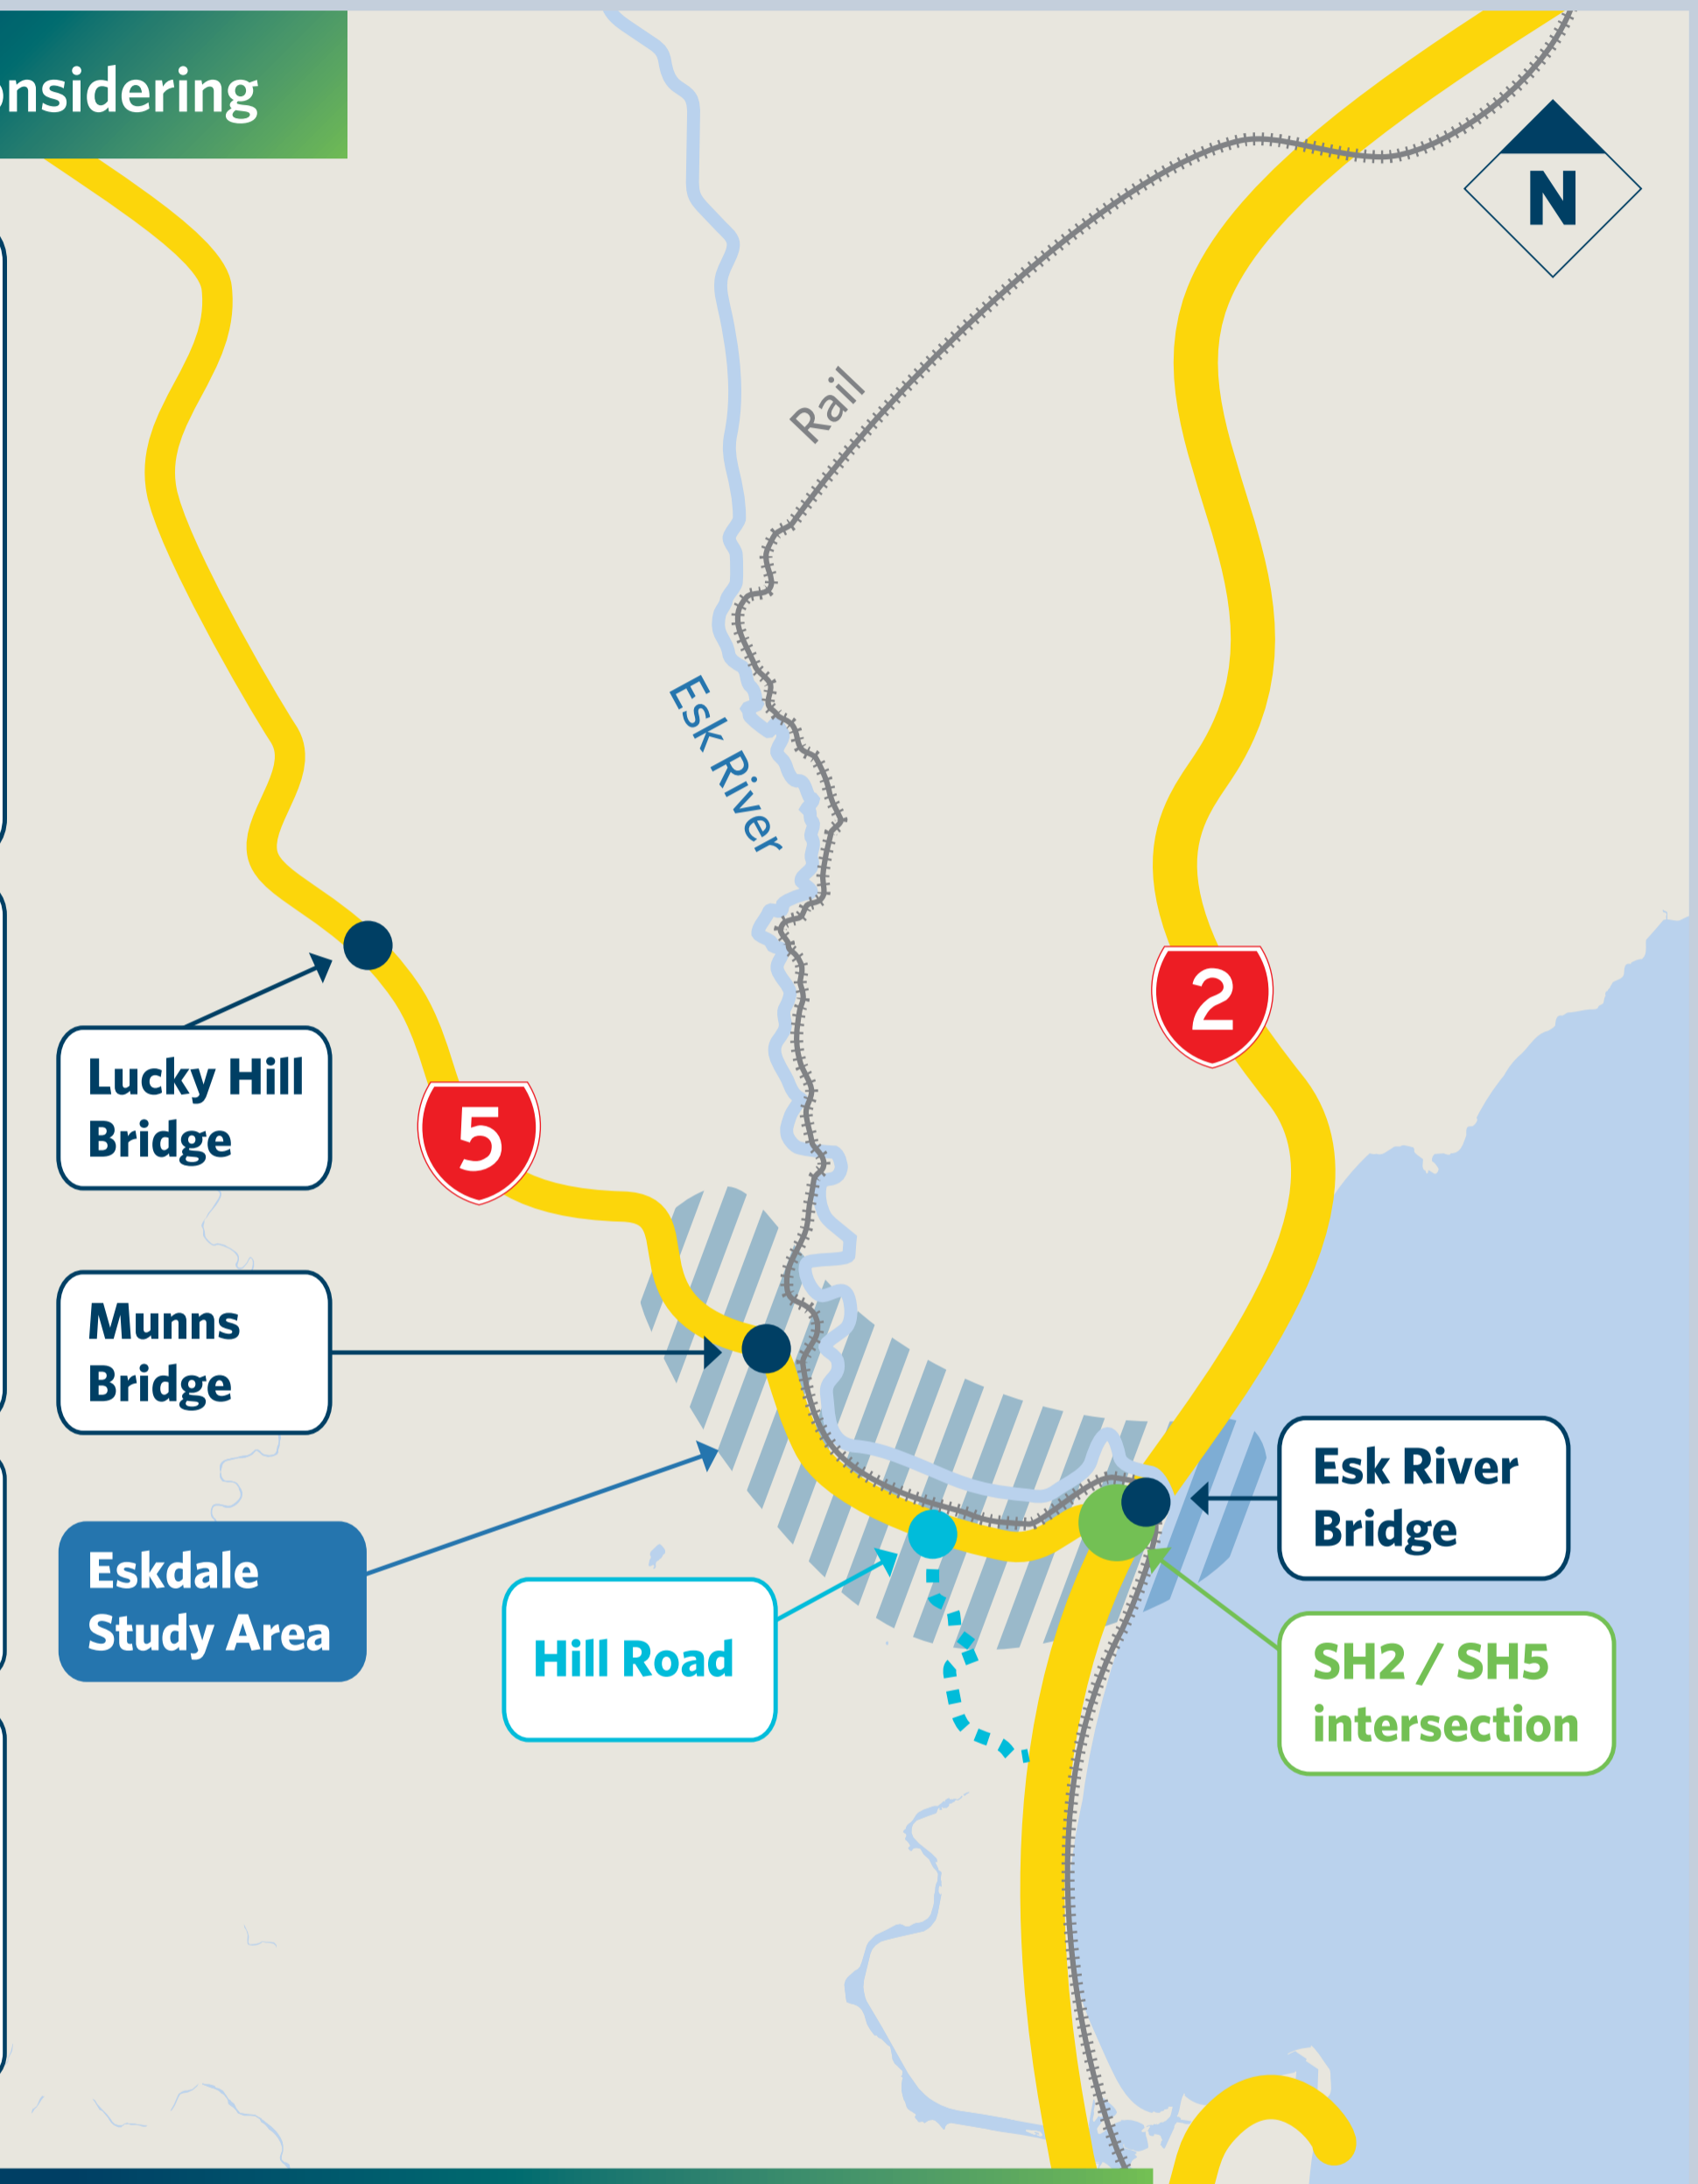 nsidering
N
Rail
Esk River
2
Lucky Hill
Bridge
5
Munns
Bridge
Esk River
Bridge
Eskdale
Study Area
Hill Road
SH2 / SH5
intersection